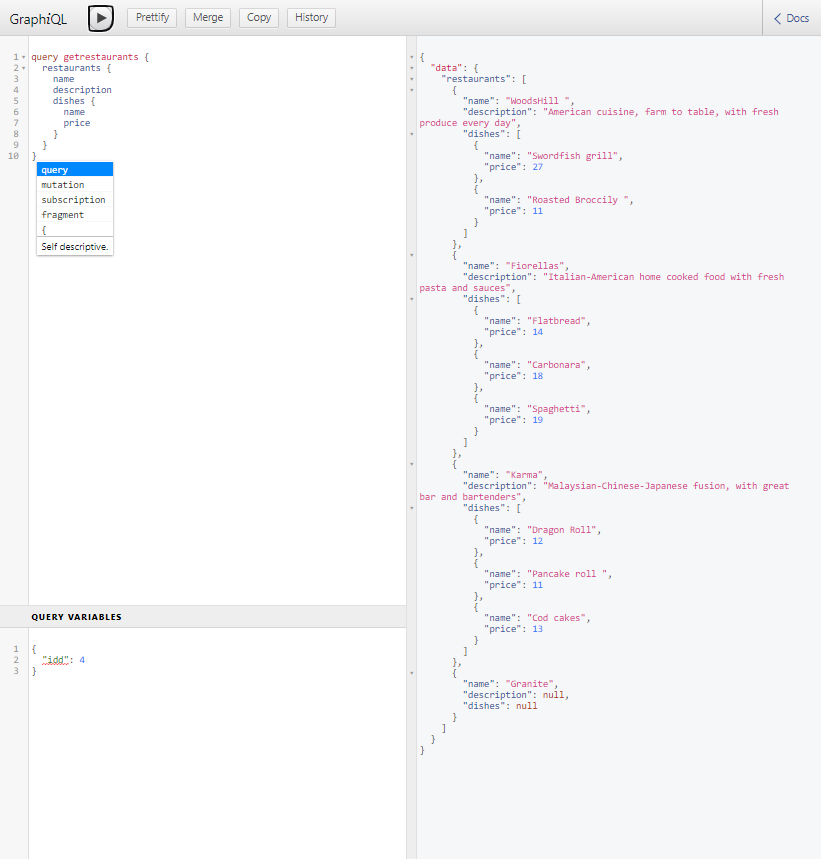 GraphiQL
Prettify
Merge
Copy
History
Docs
1 query getrestaurants {
2 restaurants {
3 name
4 description
5 dishes {
6 name
7 price
8 }
9 }
10 }
query
mutation
subscription
fragment
{
Self descriptive.
QUERY VARIABLES
1 {
2 "idd": 4
3 }
{
"data": {
"restaurants": [
{
"name": "WoodsHill ",
"description": "American cuisine, farm to table, with fresh
produce every day",
"dishes": [
{
"name": "Swordfish grill",
"price": 27
},
{
"name": "Roasted Broccily ",
"price": 11
}
]
},
{
"name": "Fiorellas",
"description": "Italian-American home cooked food with fresh
pasta and sauces",
"dishes": [
{
"name": "Flatbread",
"price": 14
},
{
"name": "Carbonara",
"price": 18
},
{
"name": "Spaghetti",
"price": 19
}
]
},
{
"name": "Karma",
"description": "Malaysian-Chinese-Japanese fusion, with great
bar and bartenders",
"dishes": [
{
"name": "Dragon Roll",
"price": 12
},
{
"name": "Pancake roll ",
"price": 11
},
{
"name": "Cod cakes",
"price": 13
}
]
},
{
"name": "Granite",
"description": null,
"dishes": null
}
]
}
}